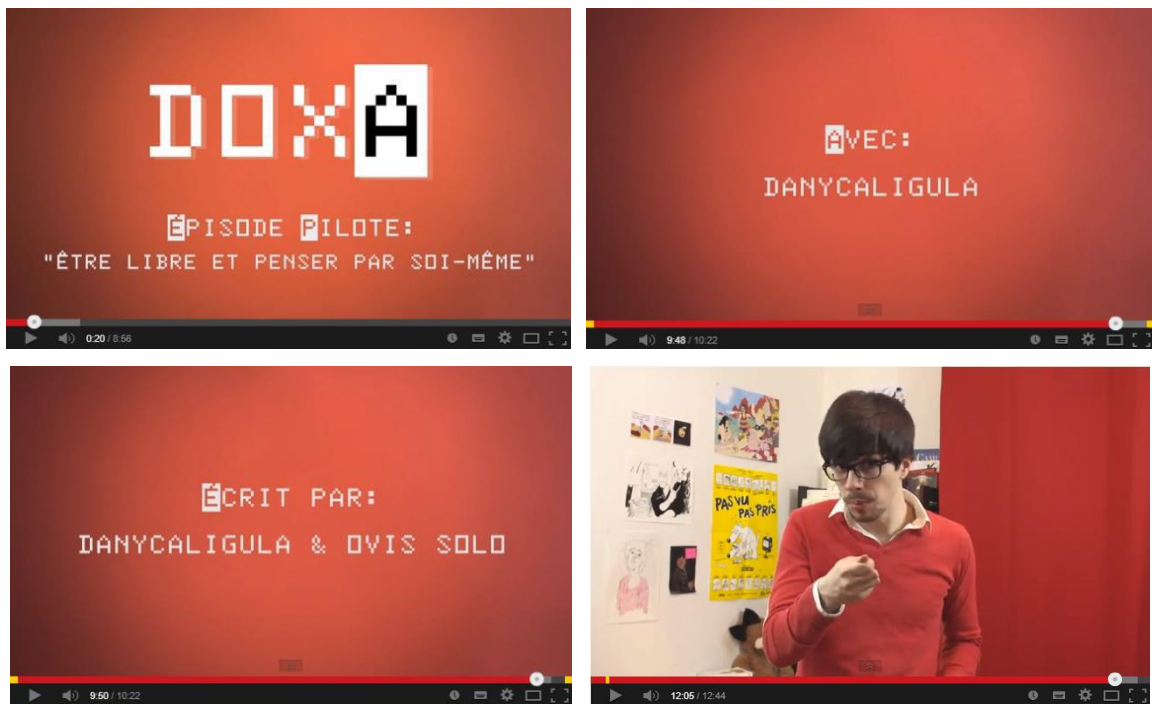 DOXA
ÉPISODE PILOTE:
"ÊTRE LIBRE ET PENSER PAR SOI-MÊME"
0:20 / 8:56
AVEC:
DANYCALIGULA
9:48 / 10:22
ÉCRIT PAR:
DANYCALIGULA & OVIS SOLO
9:50 / 10:22
PAS VU
PAS PRIS
12:05 / 12:44